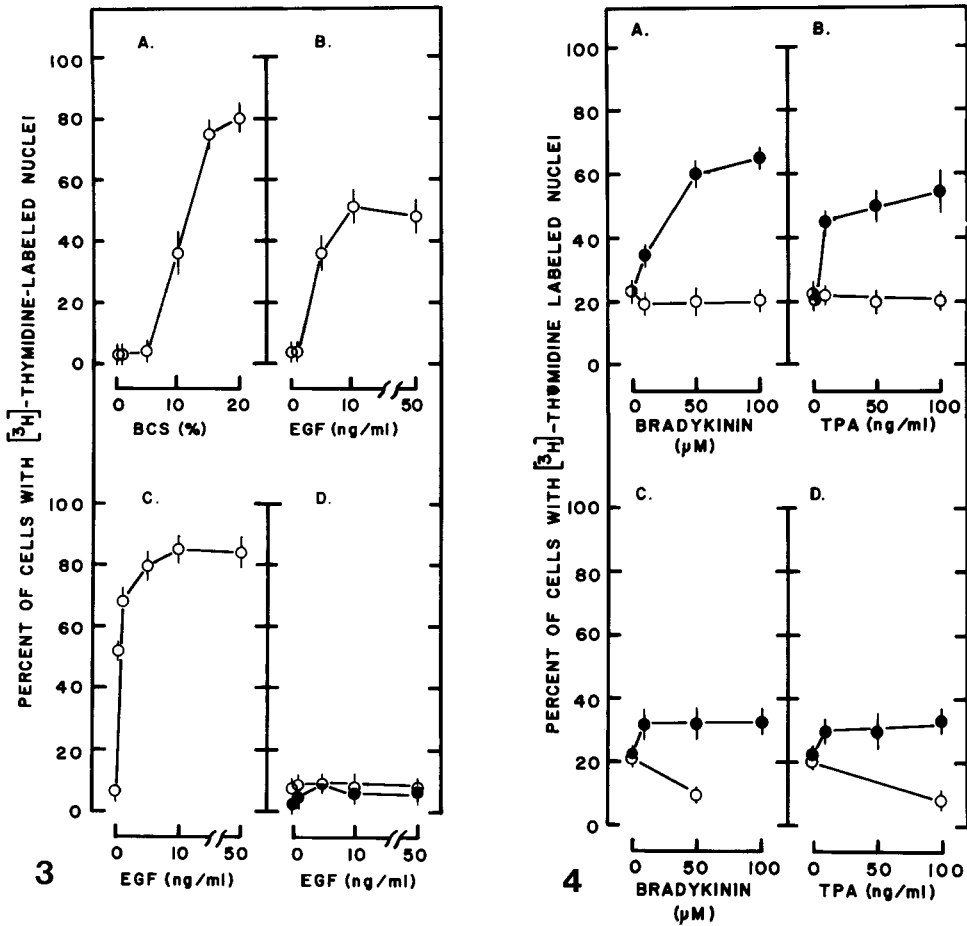 PERCENT OF CELLS WITH [³H]-THYMIDINE-LABELED NUCLEI
A.
B.
100
80
60
40
20
0
0 10 20
BCS (%)
0 10 50
EGF (ng/ml)
C.
D.
100
80
60
40
20
0
0 10 50
EGF (ng/ml)
0 10 50
EGF (ng/ml)
3
PERCENT OF CELLS WITH [³H]-THOMIDINE LABELED NUCLEI
A.
B.
100
80
60
40
20
0
0 50 100
BRADYKININ
(µM)
0 50 100
TPA (ng/ml)
C.
D.
100
80
60
40
20
0
0 50 100
BRADYKININ
(µM)
0 50 100
TPA (ng/ml)
4